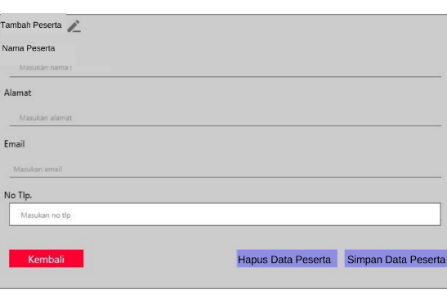 Tambah Peserta
Nama Peserta
Masukan nama
Alamat
Masukan alamat
Email
Masukan email
No Tlp.
Masukan no tlp
Kembali
Hapus Data Peserta
Simpan Data Peserta